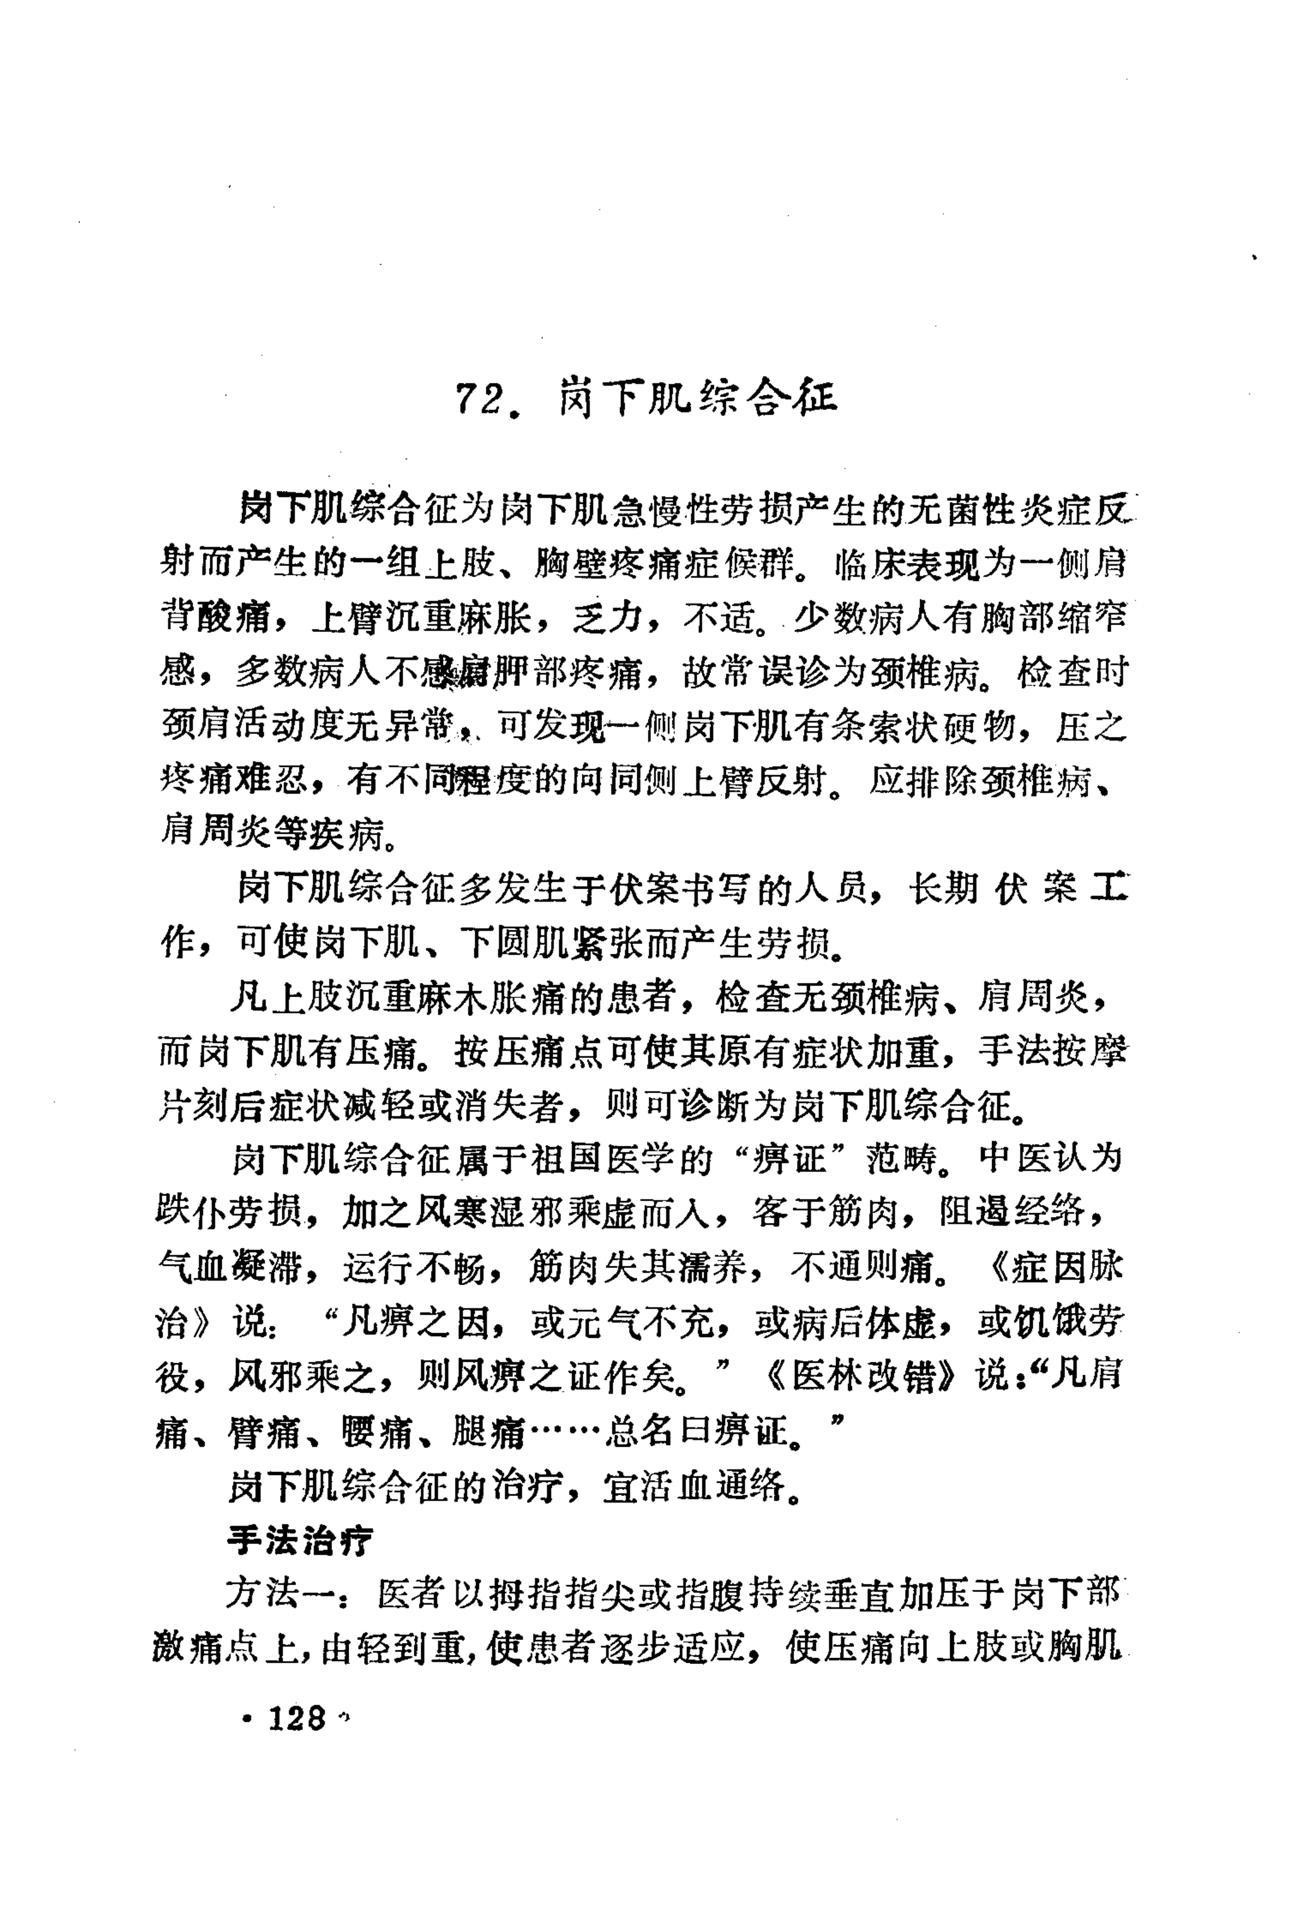 72．岗下肌综合征
岗下肌综合征为岗下肌急慢性劳损产生的无菌性炎症反
射而产生的一组上肢、胸壁疼痛症候群。临床表现为一侧肩
背酸痛，上臂沉重麻胀，乏力，不适。少数病人有胸部缩窄
感，多数病人不感肩胛部疼痛，故常误诊为颈椎病。检查时
颈肩活动度无异常，可发现一侧岗下肌有条索状硬物，压之
疼痛难忍，有不同程度的向同侧上臂反射。应排除颈椎病、
肩周炎等疾病。
岗下肌综合征多发生于伏案书写的人员，长期伏案工
作，可使岗下肌、下圆肌紧张而产生劳损。
凡上肢沉重麻木胀痛的患者，检查无颈椎病、肩周炎，
而岗下肌有压痛。按压痛点可使其原有症状加重，手法按摩
片刻后症状减轻或消失者，则可诊断为岗下肌综合征。
岗下肌综合征属于祖国医学的“痹证”范畴。中医认为
跌仆劳损，加之风寒湿邪乘虚而入，客于筋肉，阻遏经络，
气血凝滞，运行不畅，筋肉失其濡养，不通则痛。《症因脉
治》说：“凡痹之因，或元气不充，或病后体虚，或饥饿劳
役，风邪乘之，则风痹之证作矣。”《医林改错》说：“凡肩
痛、臂痛、腰痛、腿痛……总名曰痹证。”
岗下肌综合征的治疗，宜活血通络。
手法治疗
方法一：医者以拇指指尖或指腹持续垂直加压于岗下部
激痛点上，由轻到重，使患者逐步适应，使压痛向上肢或胸肌
·128·